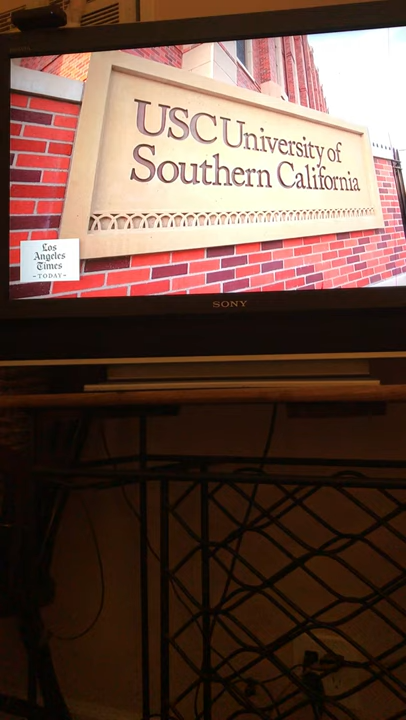 USC University of
Southern California
Los
Angeles
Times
- TODAY -
SONY